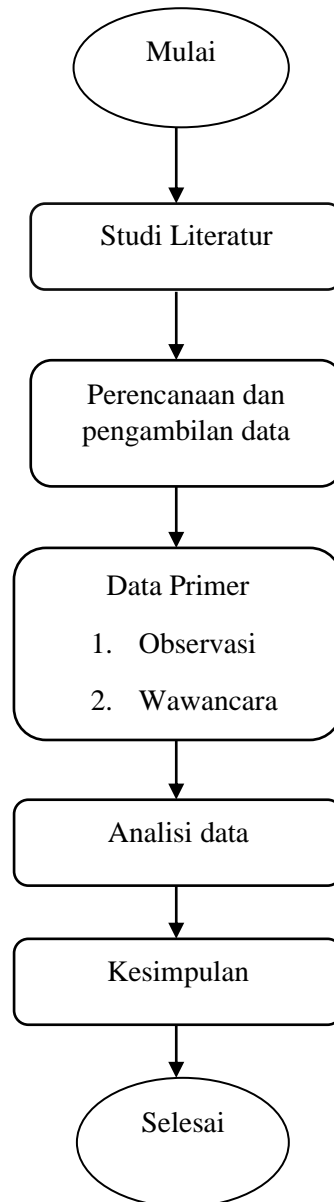 Mulai
Studi Literatur
Perencanaan dan
pengambilan data
Data Primer
1. Observasi
2. Wawancara
Analisi data
Kesimpulan
Selesai